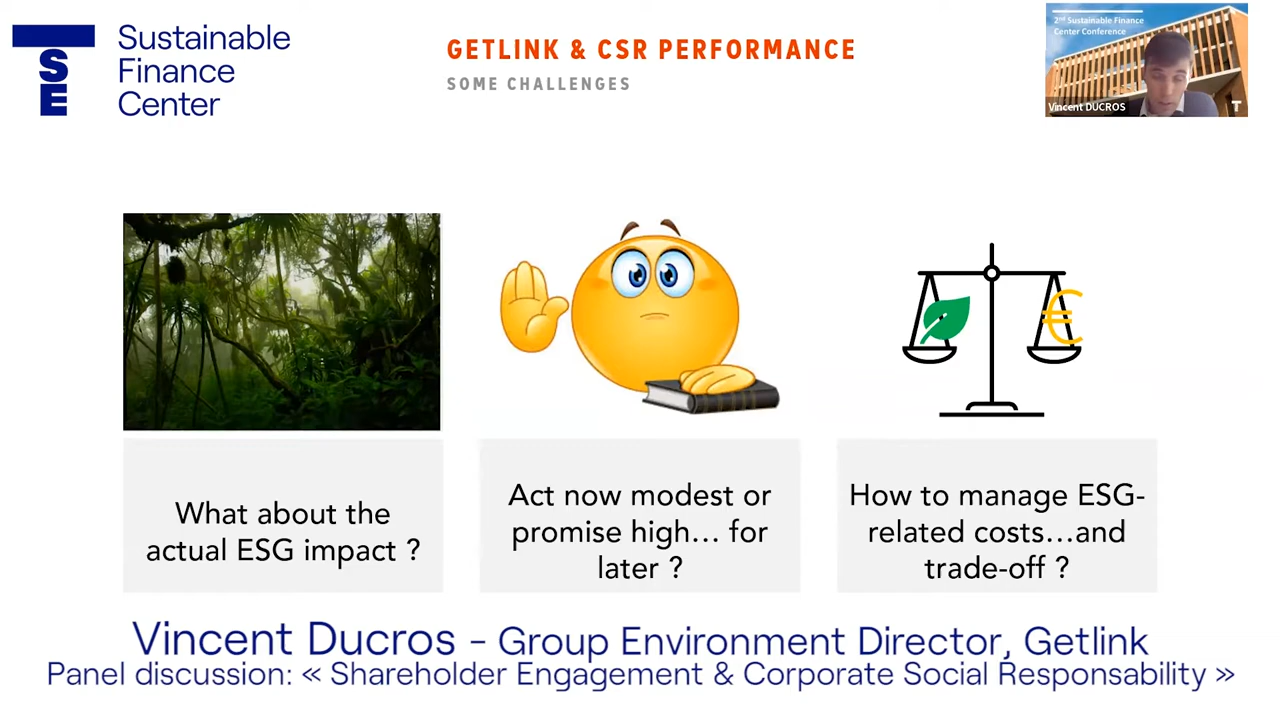 TSE
Sustainable
Finance
Center
GETLINK & CSR PERFORMANCE
SOME CHALLENGES
2nd Sustainable Finance
Center Conference
Vincent DUCROS
T
What about the
actual ESG impact ?
Act now modest or
promise high... for
later ?
How to manage ESG-
related costs...and
trade-off ?
Vincent Ducros – Group Environment Director, Getlink
Panel discussion: « Shareholder Engagement & Corporate Social Responsability »